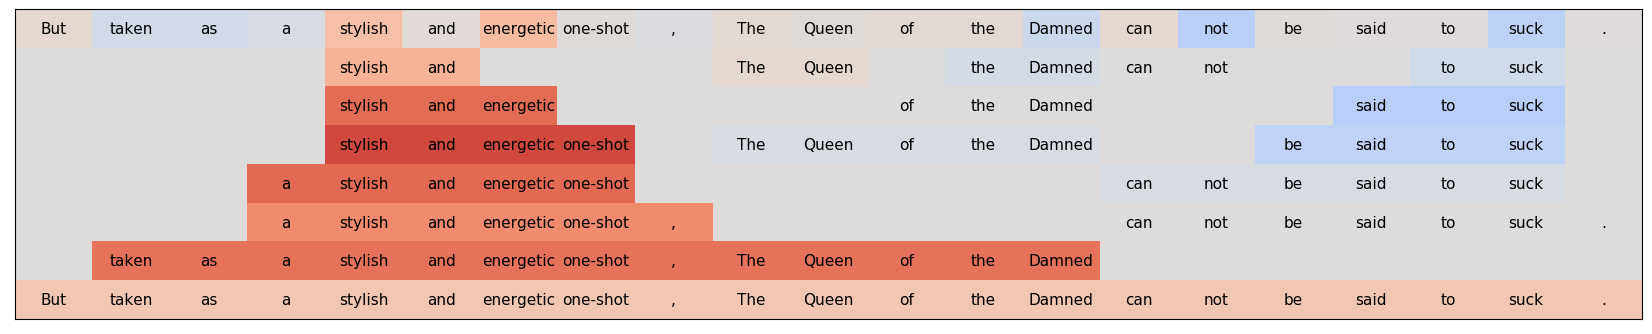 But taken as a stylish and energetic one-shot , The Queen of the Damned can not be said to suck .
stylish and The Queen the Damned can not to suck
stylish and energetic of the Damned said to suck
stylish and energetic one-shot The Queen of the Damned be said to suck
a stylish and energetic one-shot can not be said to suck
a stylish and energetic one-shot , can not be said to suck .
taken as a stylish and energetic one-shot , The Queen of the Damned
But taken as a stylish and energetic one-shot , The Queen of the Damned can not be said to suck .